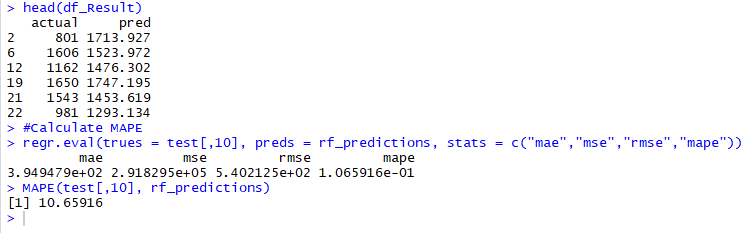 > head(df_Result)
   actual     pred
2     801 1713.927
6    1606 1523.972
12   1162 1476.302
19   1650 1747.195
21   1543 1453.619
22    981 1293.134
> #Calculate MAPE
> regr.eval(trues = test[,10], preds = rf_predictions, stats = c("mae","mse","rmse","mape"))
         mae          mse         rmse         mape
3.949479e+02 2.918295e+05 5.402125e+02 1.065916e-01
> MAPE(test[,10], rf_predictions)
[1] 10.65916
>